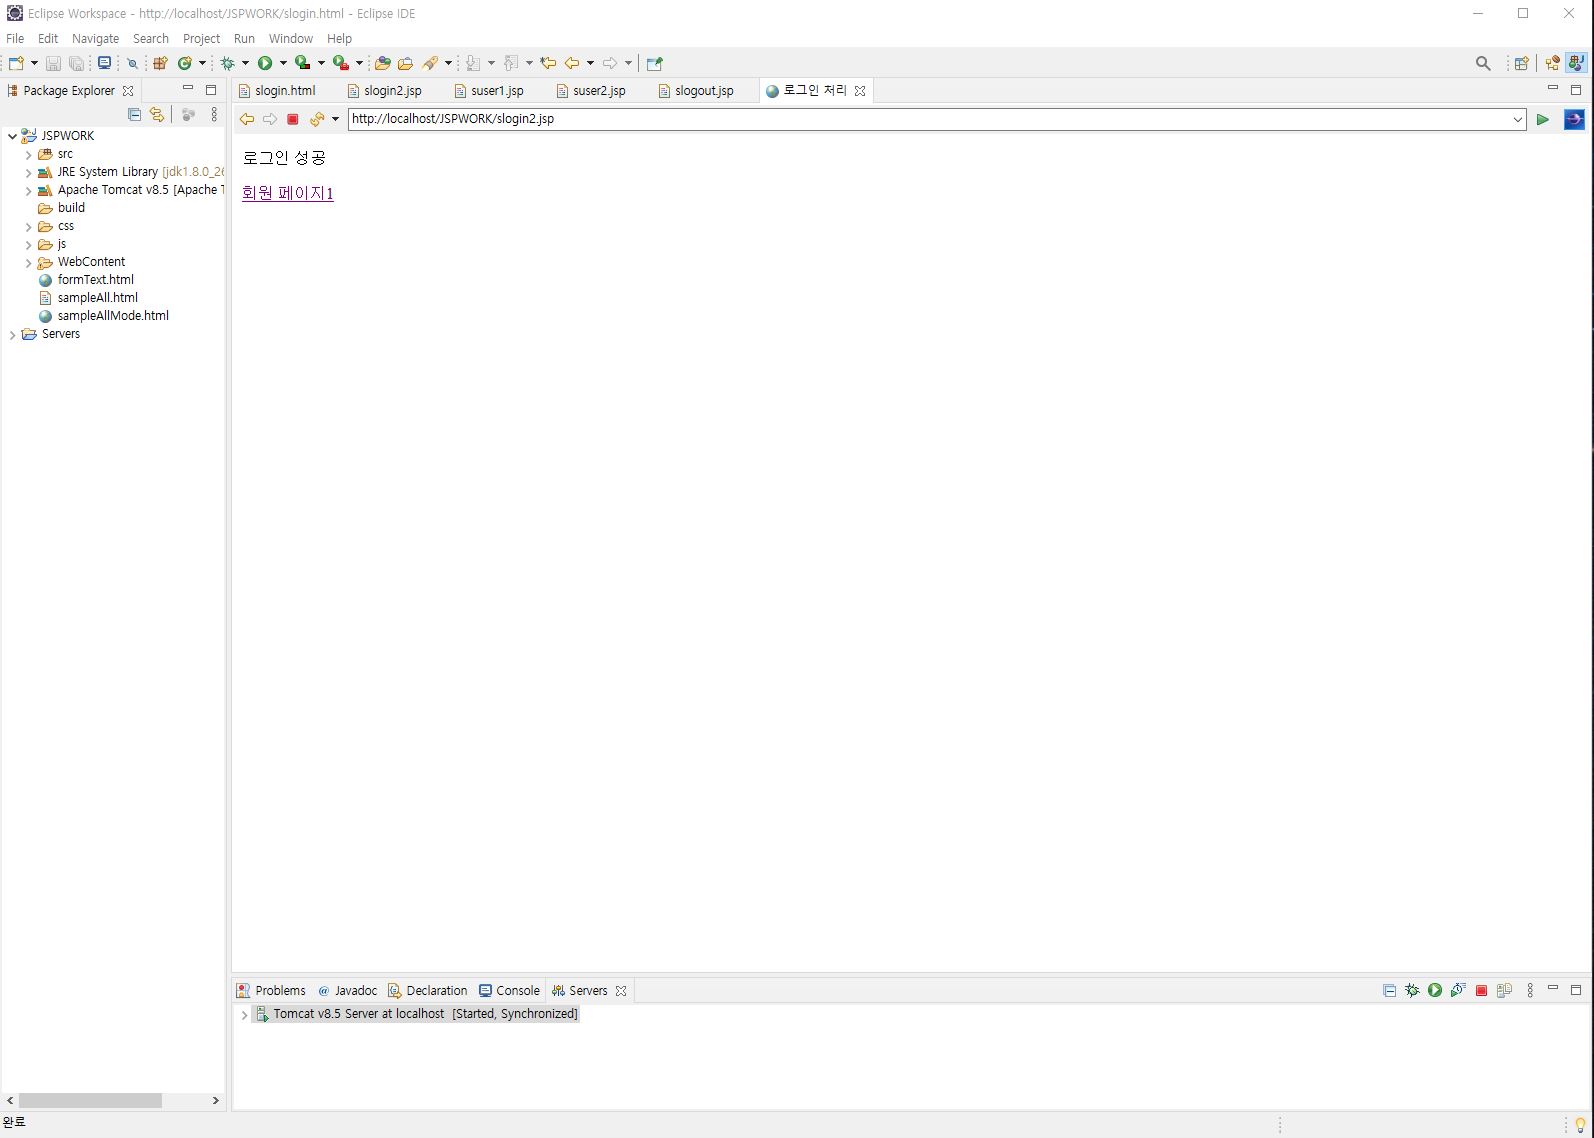 Eclipse Workspace - http://localhost/JSPWORK/slogin.html - Eclipse IDE
File Edit Navigate Search Project Run Window Help
Package Explorer
slogin.html slogin2.jsp suser1.jsp suser2.jsp slogout.jsp 로그인 처리
http://localhost/JSPWORK/slogin2.jsp
JSPWORK
src
JRE System Library [jdk1.8.0_26
Apache Tomcat v8.5 [Apache T
build
css
js
WebContent
formText.html
sampleAll.html
sampleAllMode.html
Servers
로그인 성공
회원 페이지1
Problems @ Javadoc Declaration Console Servers
Tomcat v8.5 Server at localhost [Started, Synchronized]
완료